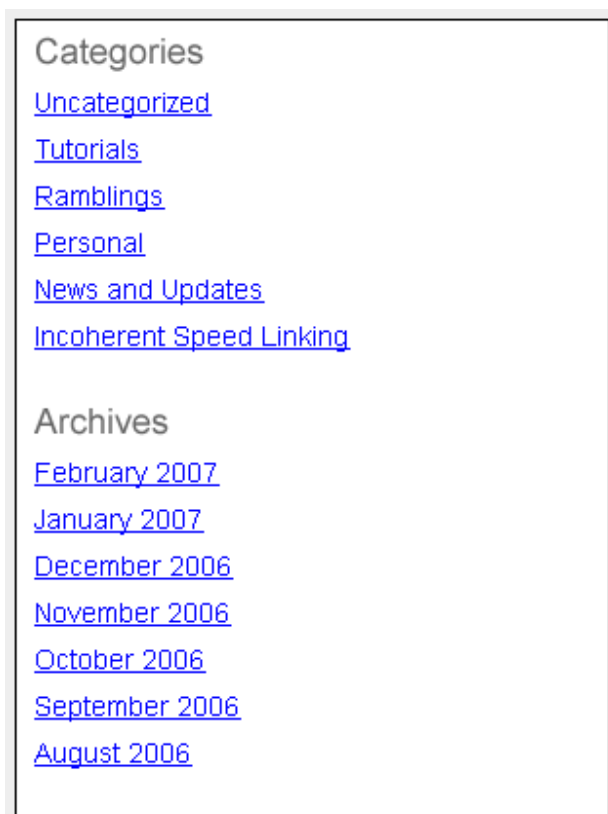 Categories
Uncategorized
Tutorials
Ramblings
Personal
News and Updates
Incoherent Speed Linking
Archives
February 2007
January 2007
December 2006
November 2006
October 2006
September 2006
August 2006